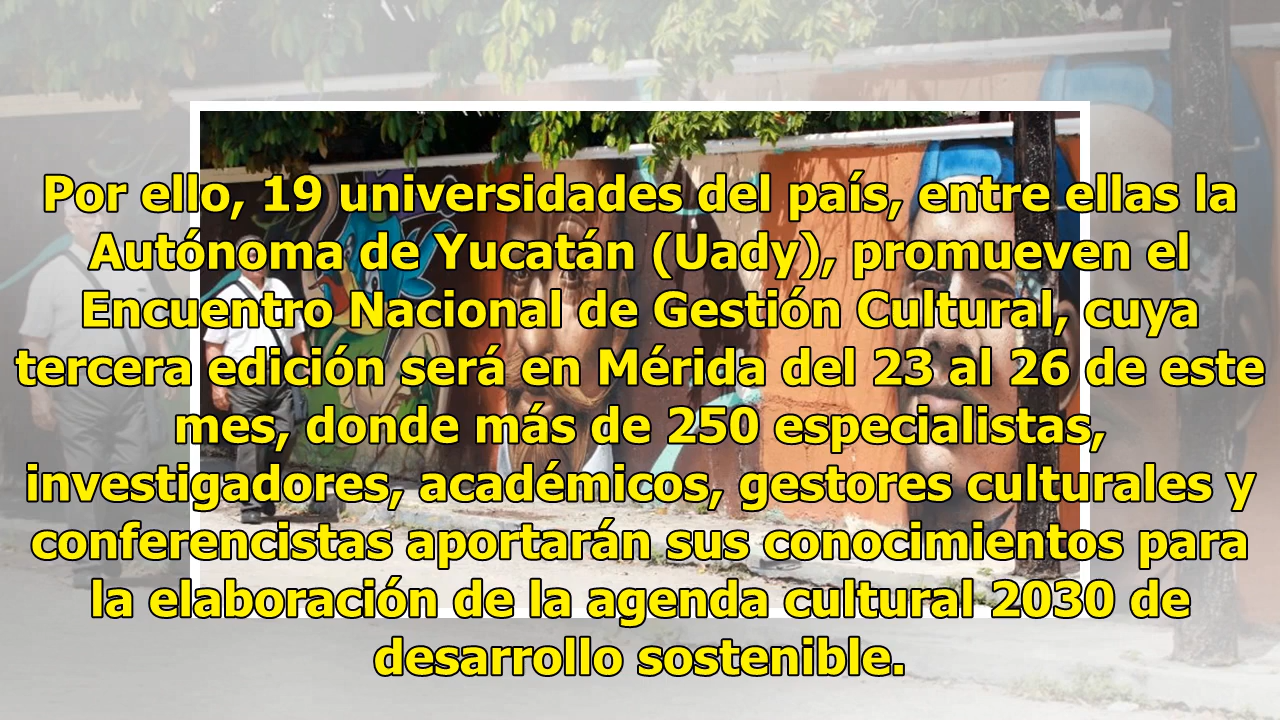 Por ello, 19 universidades del país, entre ellas la
Autónoma de Yucatán (Uady), promueven el
Encuentro Nacional de Gestión Cultural, cuya
tercera edición será en Mérida del 23 al 26 de este
mes, donde más de 250 especialistas,
investigadores, académicos, gestores culturales y
conferencistas aportarán sus conocimientos para
la elaboración de la agenda cultural 2030 de
desarrollo sostenible.